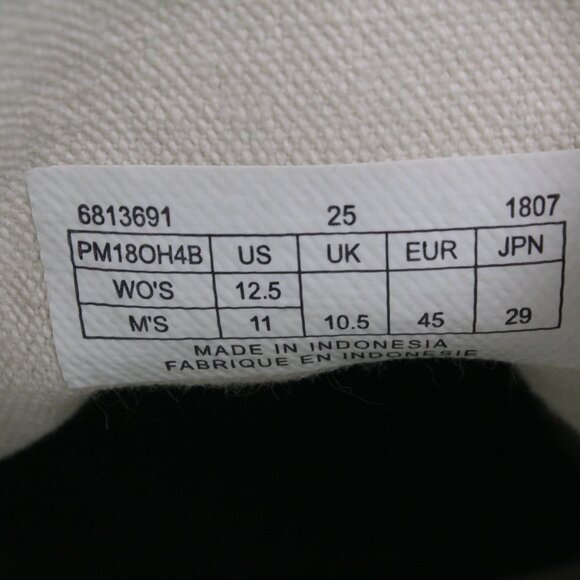 6813691 25 1807
PM18OH4B US UK EUR JPN
WO'S 12.5
M'S 11 10.5 45 29
MADE IN INDONESIA
FABRIQUE EN INDONESIE